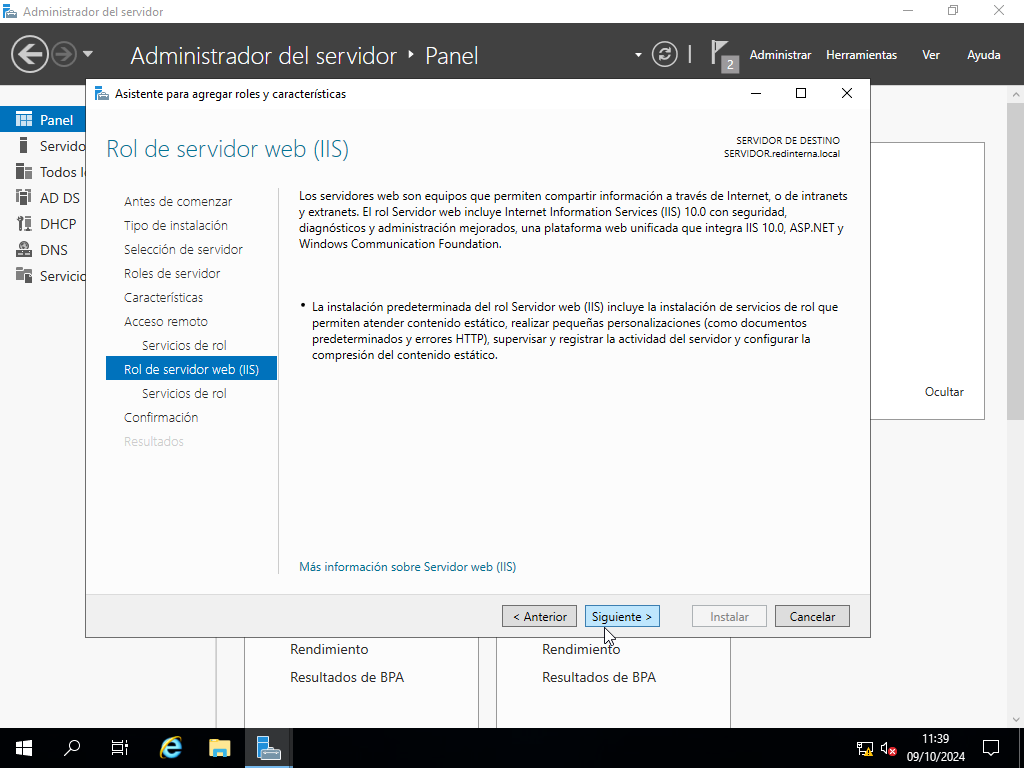 Administrador del servidor
Administrador del servidor
Panel
2
Administrar
Herramientas
Ver
Ayuda
Asistente para agregar roles y características
Panel
AD DS
DHCP
DNS
Rol de servidor web (IIS)
SERVIDOR DE DESTINO
SERVIDOR.redinterna.local
Antes de comenzar
Tipo de instalación
Selección de servidor
Roles de servidor
Características
Acceso remoto
Servicios de rol
Rol de servidor web (IIS)
Servicios de rol
Confirmación
Resultados
Los servidores web son equipos que permiten compartir información a través de Internet, o de intranets
y extranets. El rol Servidor web incluye Internet Information Services (IIS) 10.0 con seguridad,
diagnósticos y administración mejorados, una plataforma web unificada que integra IIS 10.0, ASP.NET y
Windows Communication Foundation.
• La instalación predeterminada del rol Servidor web (IIS) incluye la instalación de servicios de rol que
permiten atender contenido estático, realizar pequeñas personalizaciones (como documentos
predeterminados y errores HTTP), supervisar y registrar la actividad del servidor y configurar la
compresión del contenido estático.
Más información sobre Servidor web (IIS)
Ocultar
< Anterior
Siguiente >
Instalar
Cancelar
Rendimiento
Resultados de BPA
Rendimiento
Resultados de BPA
11:39
09/10/2024